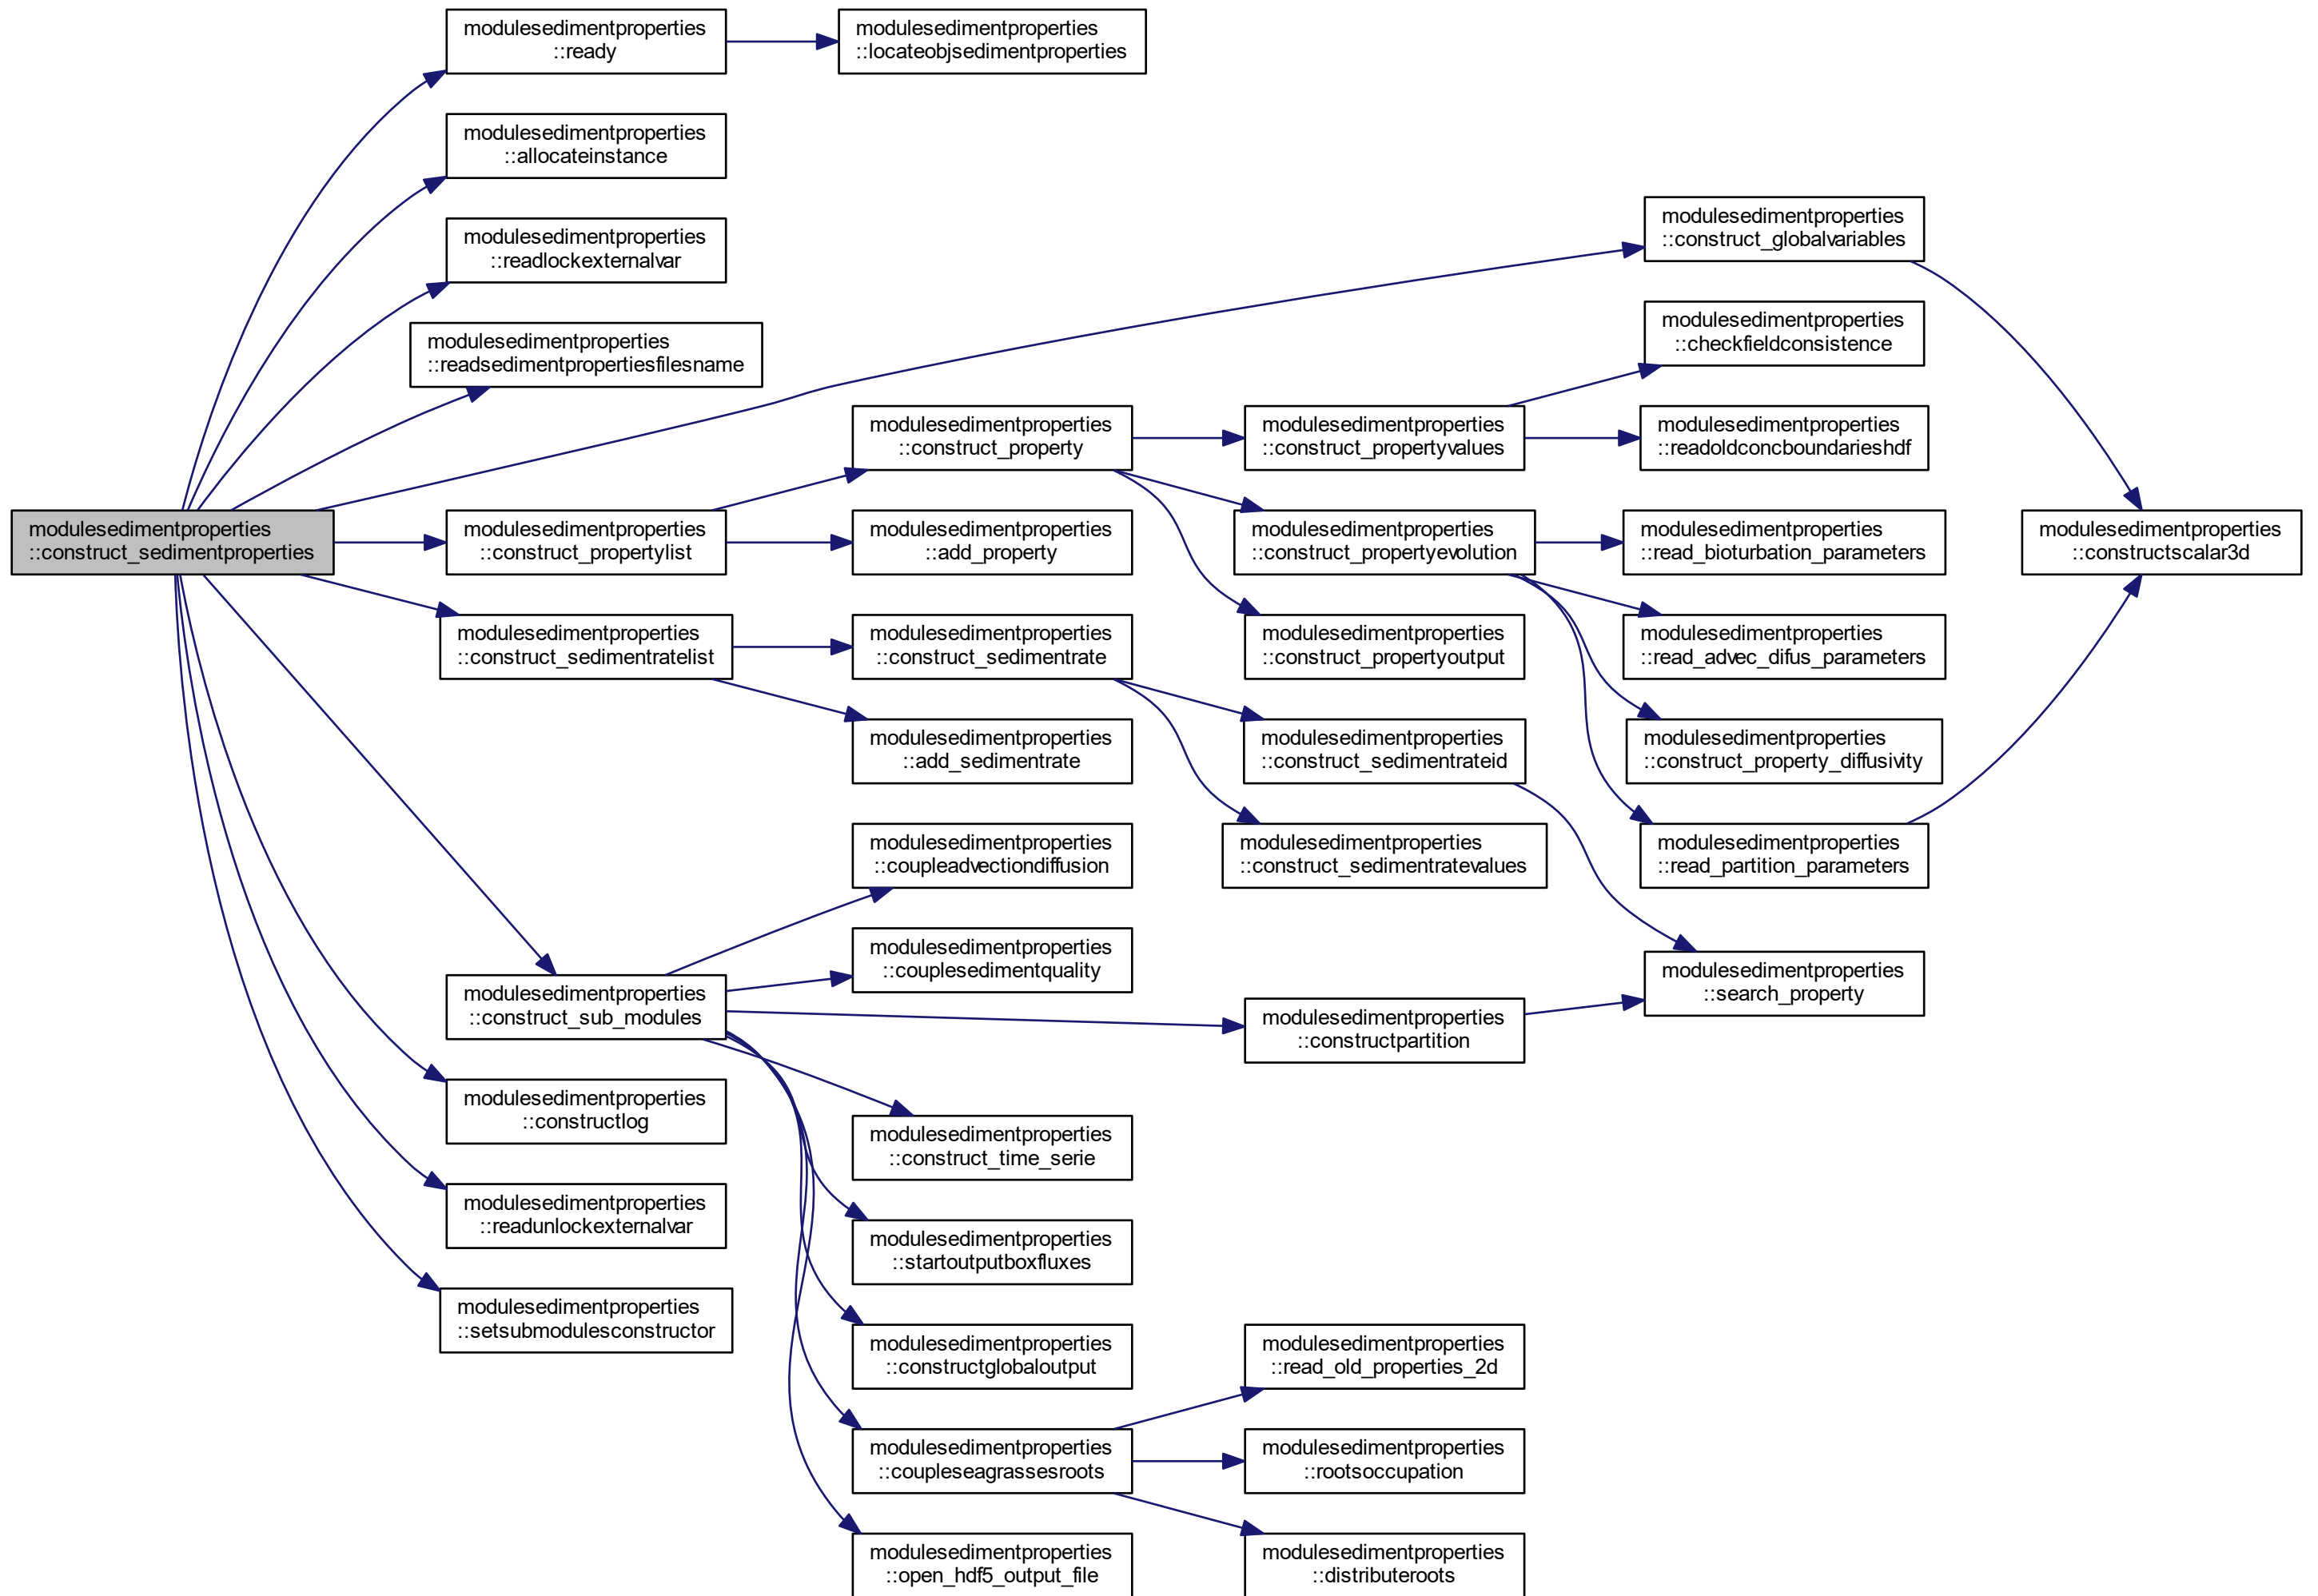 modulesedimentproperties
::construct_sedimentproperties
modulesedimentproperties
::ready
modulesedimentproperties
::locateobjsedimentproperties
modulesedimentproperties
::allocateinstance
modulesedimentproperties
::readlockexternalvar
modulesedimentproperties
::readsedimentpropertiesfilesname
modulesedimentproperties
::construct_globalvariables
modulesedimentproperties
::constructscalar3d
modulesedimentproperties
::construct_propertylist
modulesedimentproperties
::construct_property
modulesedimentproperties
::add_property
modulesedimentproperties
::construct_propertyvalues
modulesedimentproperties
::checkfieldconsistence
modulesedimentproperties
::readoldconcboundarieshdf
modulesedimentproperties
::construct_propertyevolution
modulesedimentproperties
::read_bioturbation_parameters
modulesedimentproperties
::read_advec_difus_parameters
modulesedimentproperties
::construct_property_diffusivity
modulesedimentproperties
::read_partition_parameters
modulesedimentproperties
::construct_propertyoutput
modulesedimentproperties
::construct_sedimentratelist
modulesedimentproperties
::construct_sedimentrate
modulesedimentproperties
::add_sedimentrate
modulesedimentproperties
::construct_sedimentrateid
modulesedimentproperties
::construct_sedimentratevalues
modulesedimentproperties
::search_property
modulesedimentproperties
::construct_sub_modules
modulesedimentproperties
::coupleadvectiondiffusion
modulesedimentproperties
::couplesedimentquality
modulesedimentproperties
::constructpartition
modulesedimentproperties
::construct_time_serie
modulesedimentproperties
::startoutputboxfluxes
modulesedimentproperties
::constructglobaloutput
modulesedimentproperties
::coupleseagrassesroots
modulesedimentproperties
::read_old_properties_2d
modulesedimentproperties
::rootsoccupation
modulesedimentproperties
::distributeroots
modulesedimentproperties
::open_hdf5_output_file
modulesedimentproperties
::constructlog
modulesedimentproperties
::readunlockexternalvar
modulesedimentproperties
::setsubmodulesconstructor